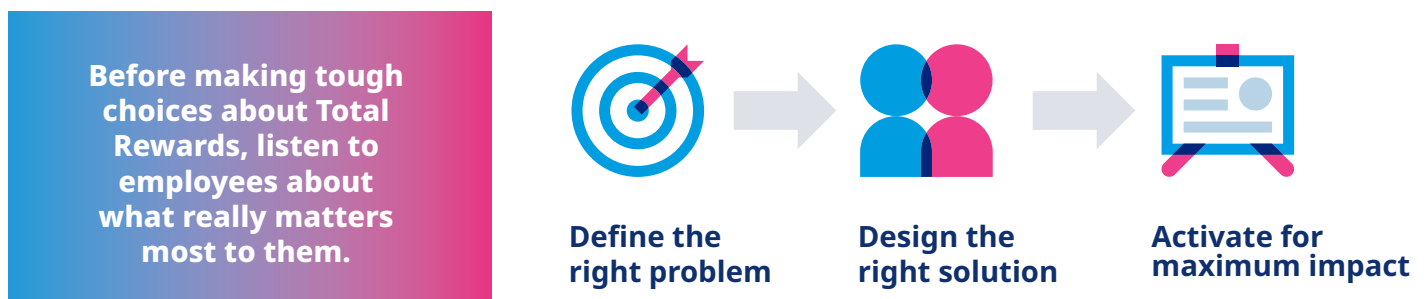 Before making tough
choices about Total
Rewards, listen to
employees about
what really matters
most to them.
Define the
right problem
Design the
right solution
Activate for
maximum impact